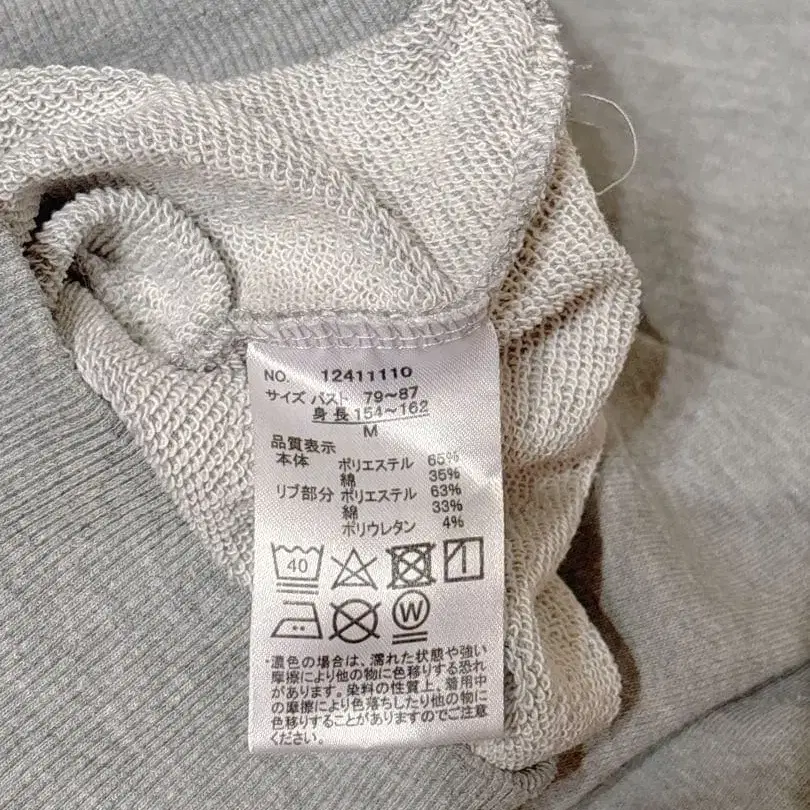 NO. 12411110
サイズ バスト 79~87
身長 154~162
M
品質表示
本体 ポリエステル 65%
綿 35%
リブ部分 ポリエステル 63%
綿 33%
ポリウレタン 4%
40
W
・濃色の場合は、濡れた状態や強い
摩擦により他の物に色移りする恐れ
があります。染料の性質上、着用中
の摩擦により色落ちしたり他の物に
色移りすることがありますのでご注意
ください。